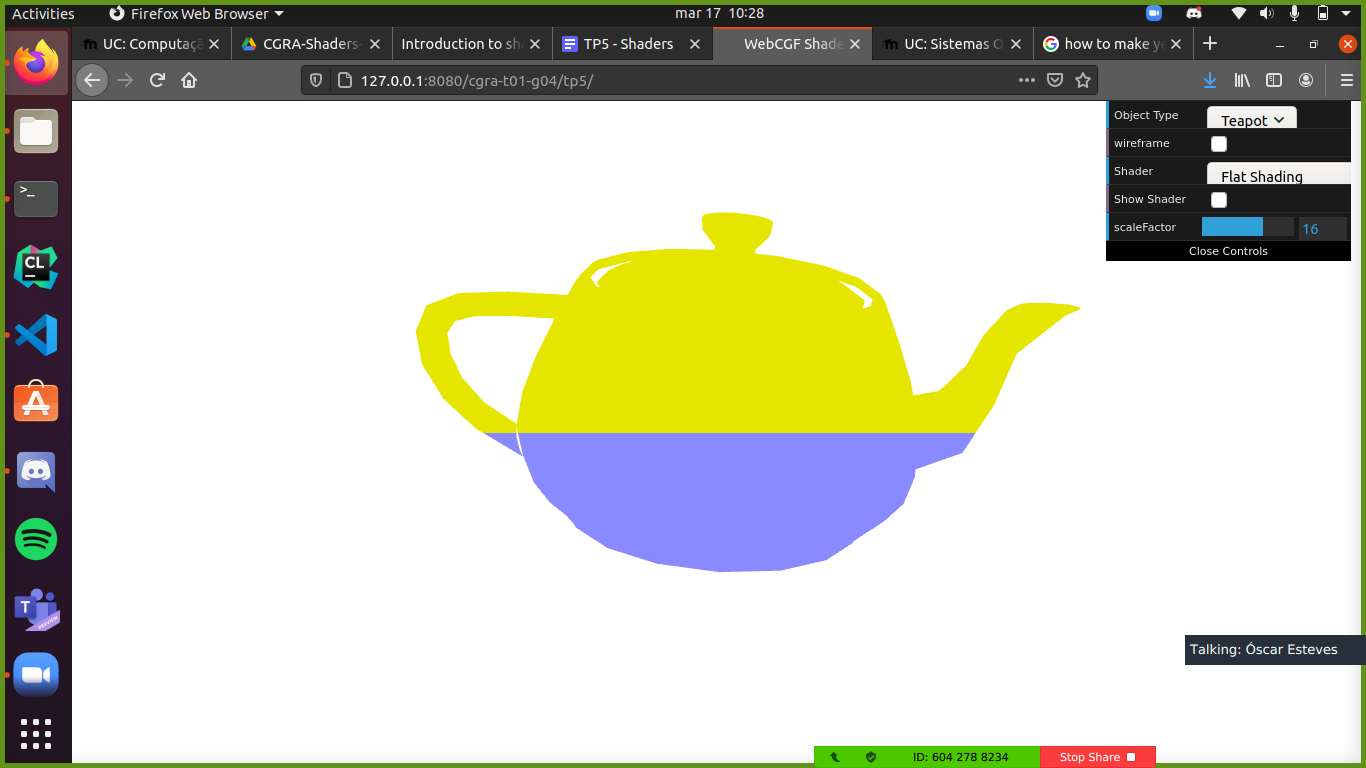 Activities Firefox Web Browser mar 17 10:28
UC: Computaç CGRA-Shaders- Introduction to sh TP5 - Shaders WebCGF Shade UC: Sistemas O how to make y
127.0.0.1:8080/cgra-t01-g04/tp5/
Object Type Teapot
wireframe
Shader Flat Shading
Show Shader
scaleFactor 16
Close Controls
>_
CL
T
PREVIEW
Talking: Óscar Esteves
ID: 604 278 8234 Stop Share